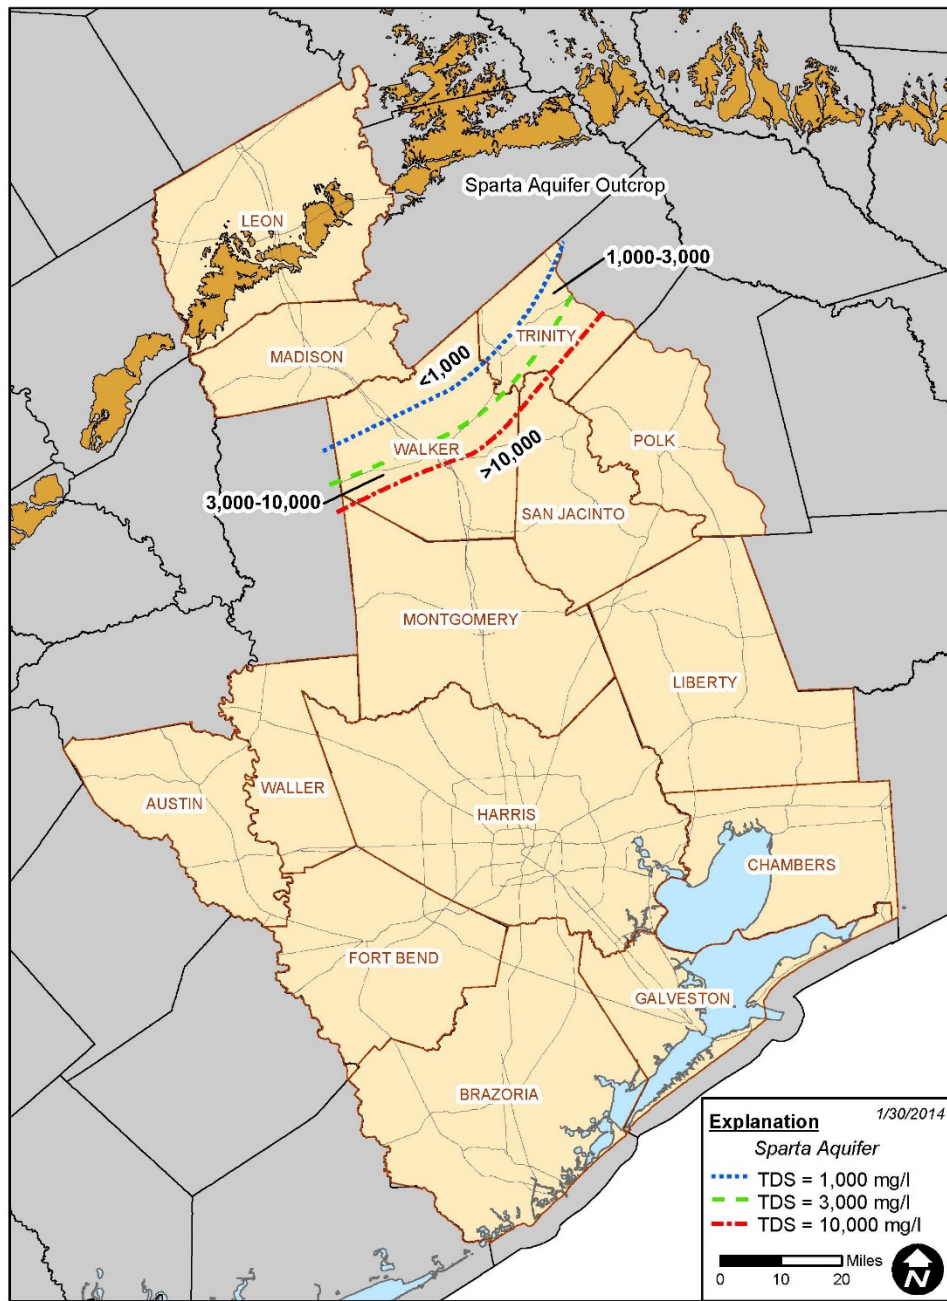 Sparta Aquifer Outcrop
LEON
1,000-3,000
TRINITY
MADISON
<1,000
WALKER
>10,000
POLK
3,000-10,000
SAN JACINTO
MONTGOMERY
LIBERTY
WALLER
AUSTIN
HARRIS
CHAMBERS
FORT BEND
GALVESTON
BRAZORIA
Explanation 1/30/2014
Sparta Aquifer
TDS = 1,000 mg/l
TDS = 3,000 mg/l
TDS = 10,000 mg/l
Miles
0 10 20
N